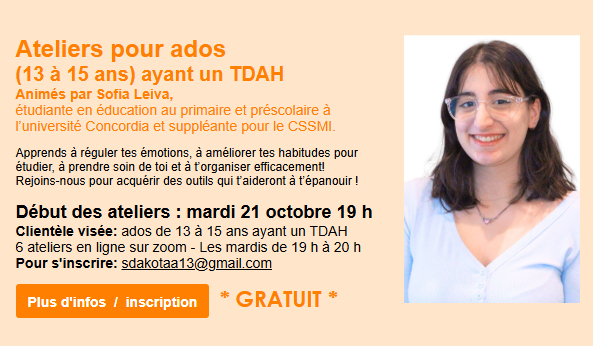 Ateliers pour ados
(13 à 15 ans) ayant un TDAH
Animés par Sofia Leiva,
étudiante en éducation au primaire et préscolaire à
l’université Concordia et suppléante pour le CSSMI.
Apprends à réguler tes émotions, à améliorer tes habitudes pour
étudier, à prendre soin de toi et à t’organiser efficacement!
Rejoins-nous pour acquérir des outils qui t’aideront à t’épanouir !
Début des ateliers : mardi 21 octobre 19 h
Clientèle visée: ados de 13 à 15 ans ayant un TDAH
6 ateliers en ligne sur zoom - Les mardis de 19 h à 20 h
Pour s'inscrire: sdakotaa13@gmail.com
Plus d'infos / inscription
* GRATUIT *